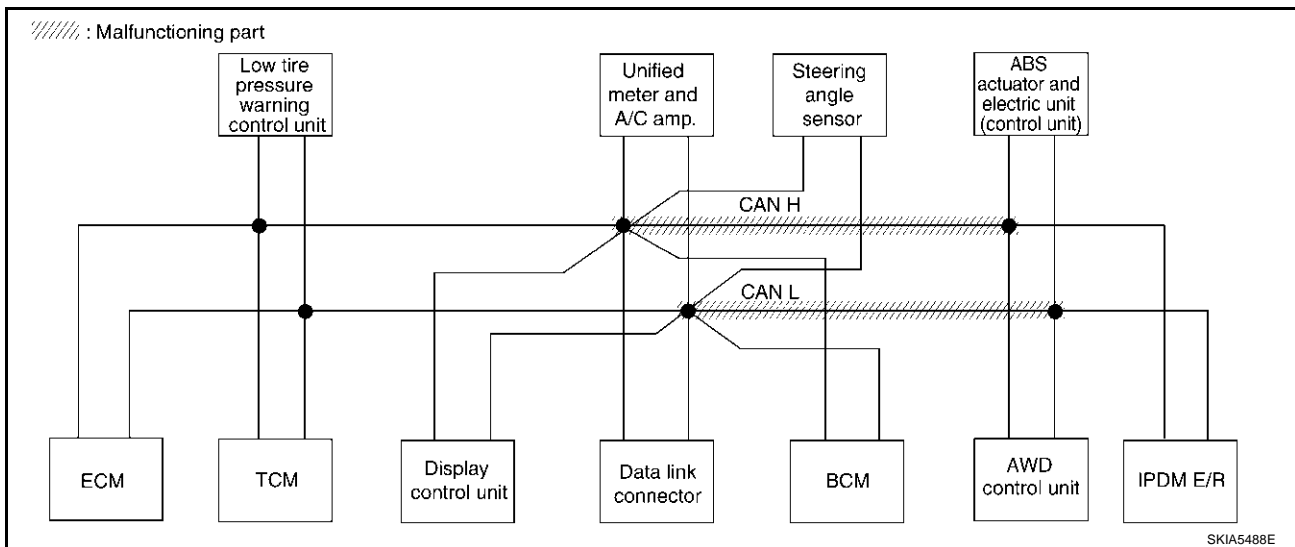 : Malfunctioning part
Low tire
pressure
warning
control unit
Unified
meter and
A/C amp.
Steering
angle
sensor
ABS
actuator and
electric unit
(control unit)
CAN H
CAN L
ECM
TCM
Display
control unit
Data link
connector
BCM
AWD
control unit
IPDM E/R
SKIA5488E